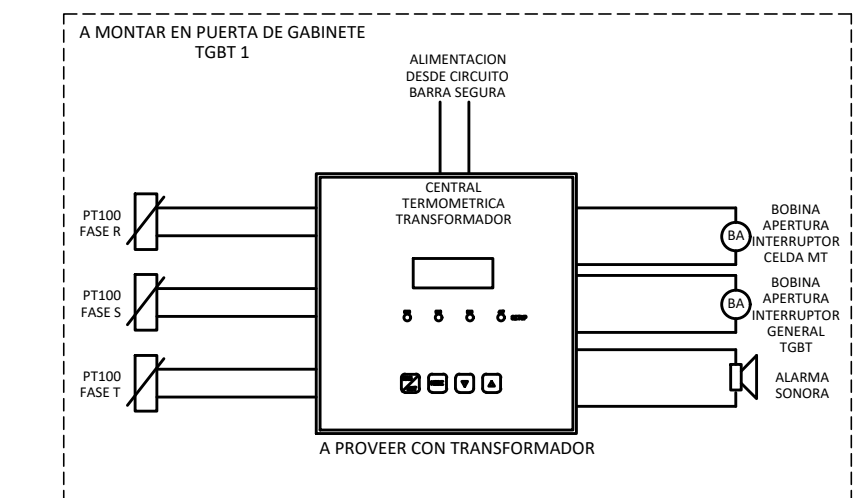 A MONTAR EN PUERTA DE GABINETE
TGBT 1
ALIMENTACION
DESDE CIRCUITO
BARRA SEGURA
CENTRAL
TERMOMETRICA
TRANSFORMADOR
PT100
FASE R
PT100
FASE S
PT100
FASE T
BA
BOBINA
APERTURA
INTERRUPTOR
CELDA MT
BA
BOBINA
APERTURA
INTERRUPTOR
GENERAL
TGBT
ALARMA
SONORA
A PROVEER CON TRANSFORMADOR